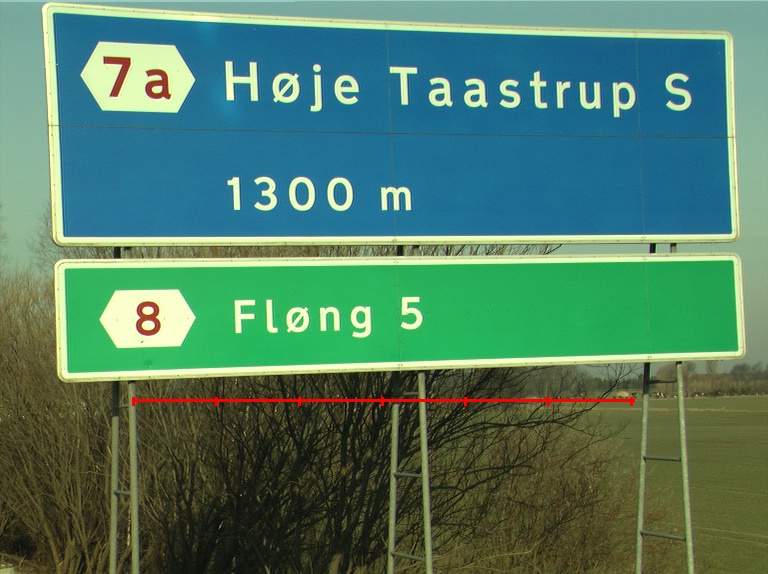 7a Høje Taastrup S
1300 m
8 Fløng 5